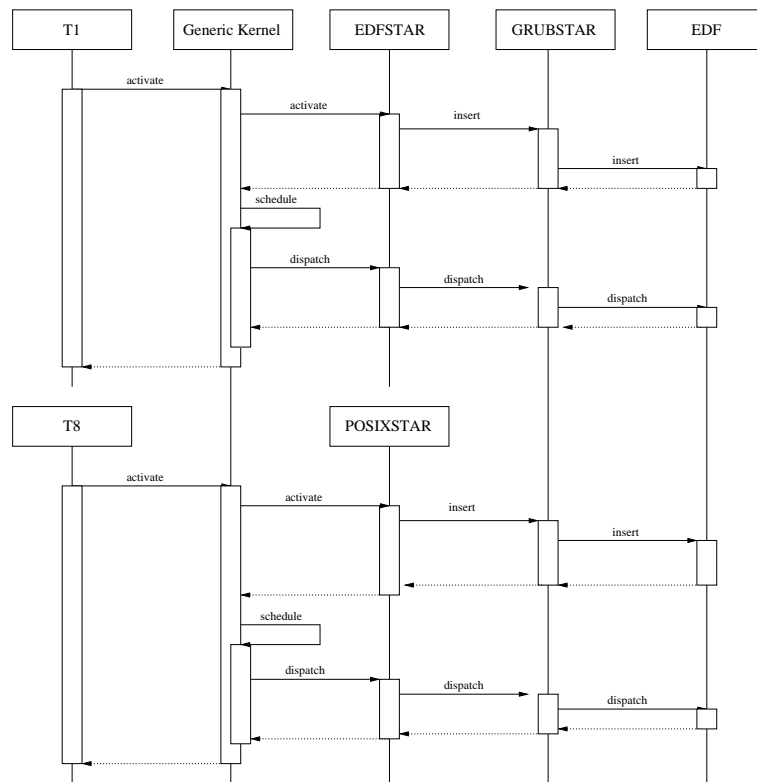 T1 Generic Kernel EDFSTAR GRUBSTAR EDF
activate
activate
insert
insert
schedule
dispatch
dispatch
dispatch
T8 POSIXSTAR
activate
activate
insert
insert
schedule
dispatch
dispatch
dispatch